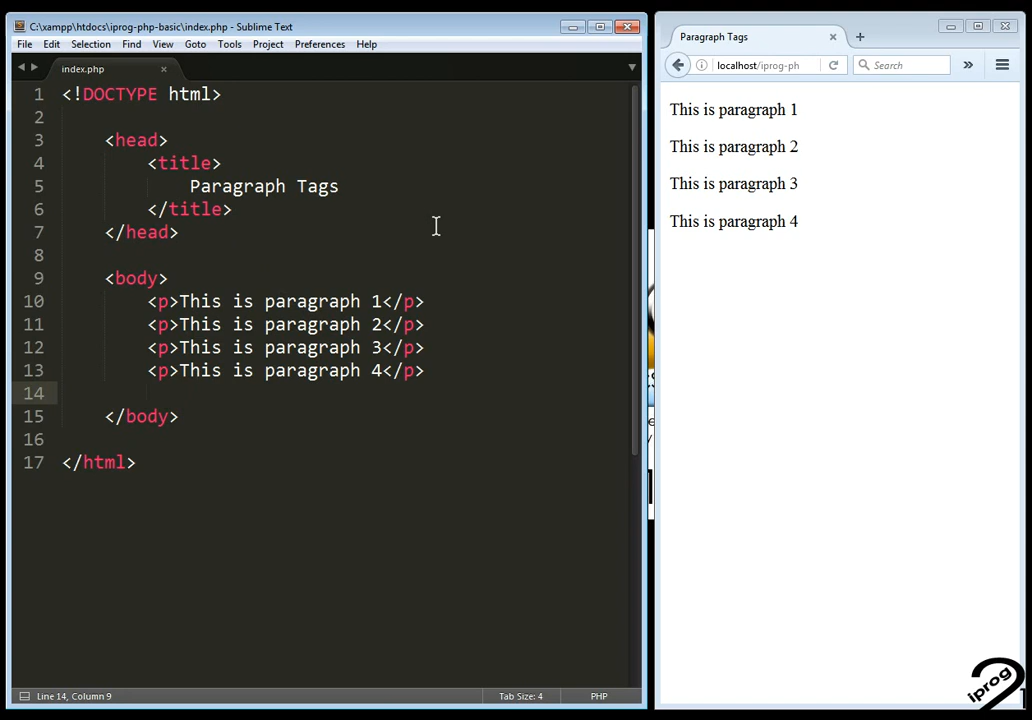 C:\xampp\htdocs\iprog-php-basic\index.php - Sublime Text
File Edit Selection Find View Goto Tools Project Preferences Help
index.php
1 <!DOCTYPE html>
2
3 <head>
4 <title>
5 Paragraph Tags
6 </title>
7 </head>
8
9 <body>
10 <p>This is paragraph 1</p>
11 <p>This is paragraph 2</p>
12 <p>This is paragraph 3</p>
13 <p>This is paragraph 4</p>
14
15 </body>
16
17 </html>
Line 14, Column 9 Tab Size: 4 PHP
Paragraph Tags
localhost/iprog-ph Search
This is paragraph 1
This is paragraph 2
This is paragraph 3
This is paragraph 4
iprog